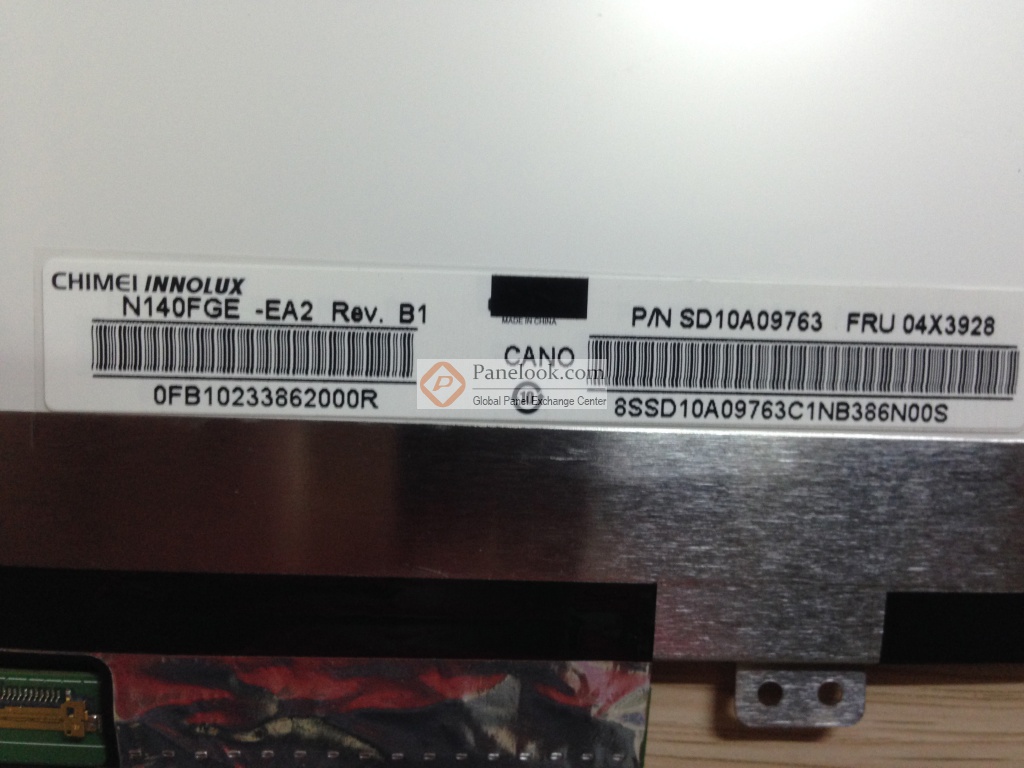 CHIMEI INNOLUX
N140FGE -EA2 Rev. B1
0FB10233862000R
MADE IN CHINA
CANO
10
P/N SD10A09763 FRU 04X3928
8SSD10A09763C1NB386N00S
Panelook.com
Global Panel Exchange Center